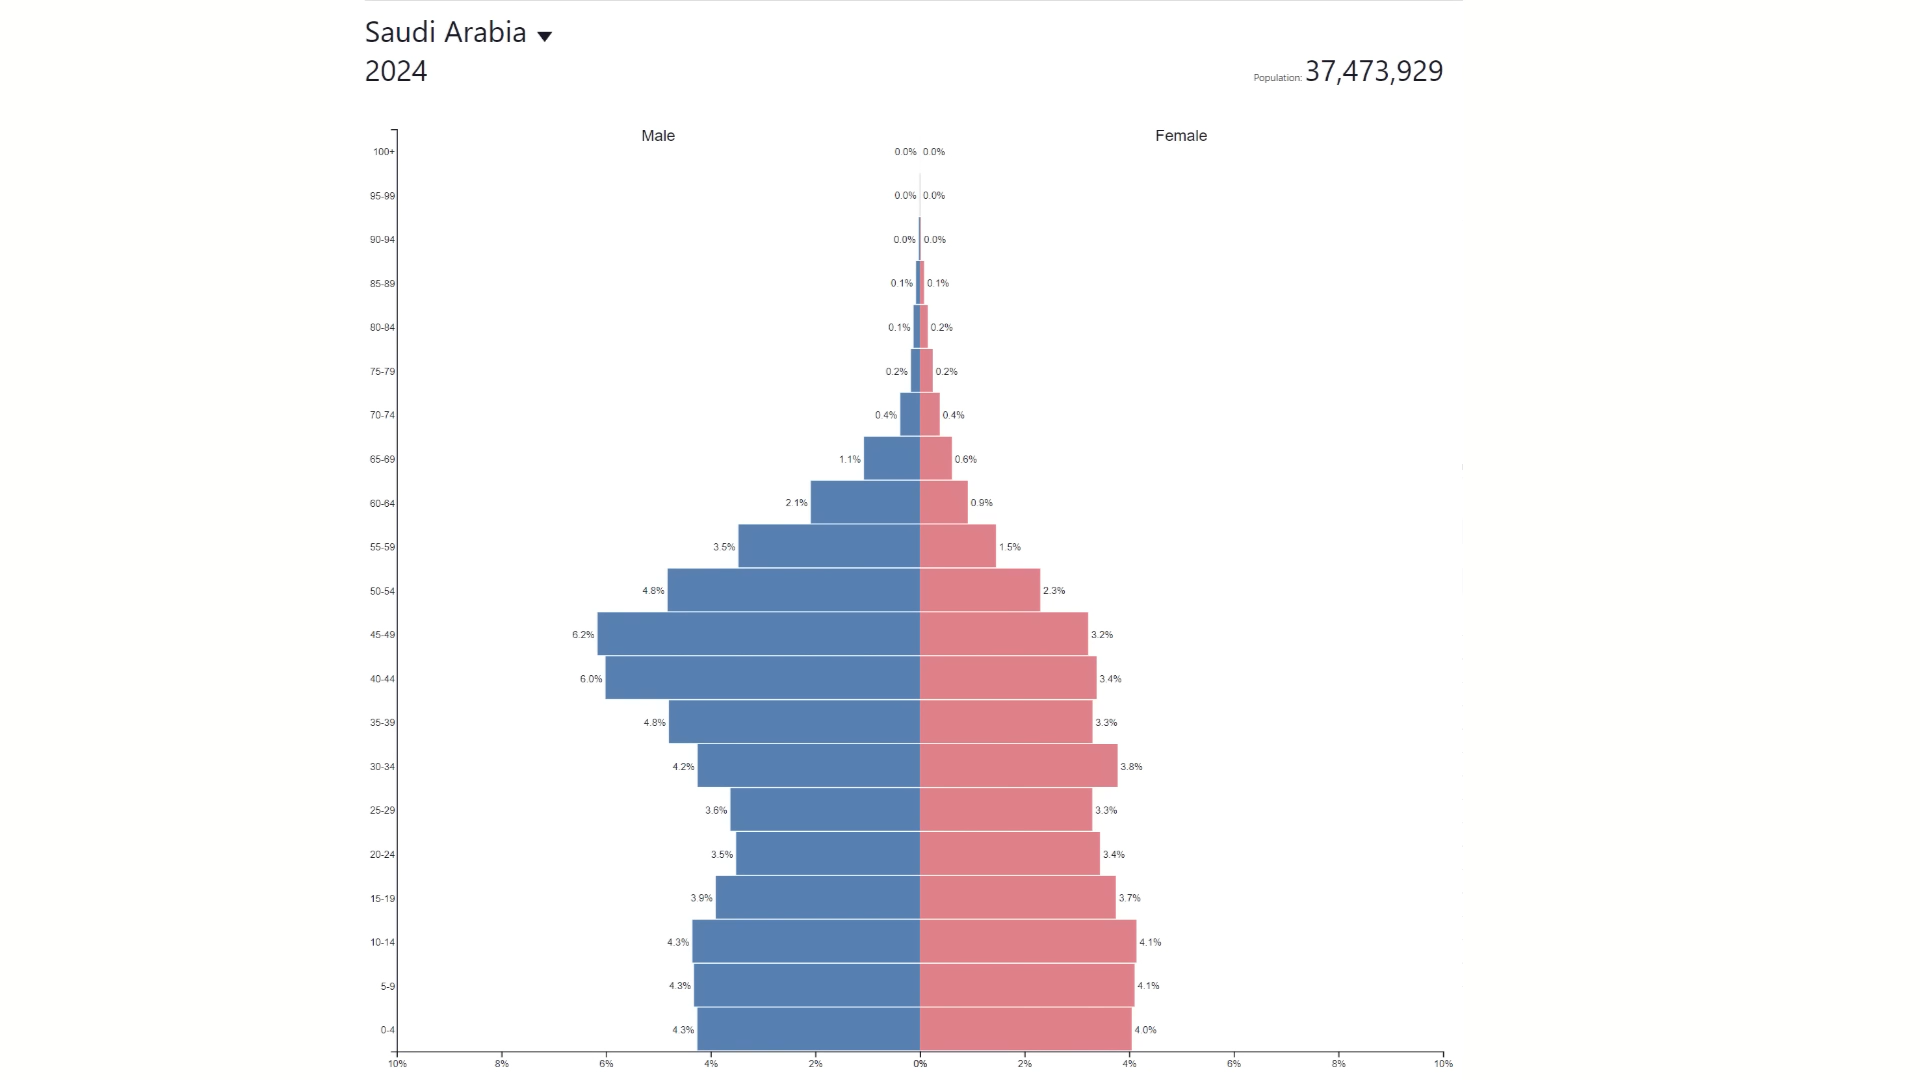 Saudi Arabia
2024
Population: 37,473,929
Male Female
100+ 0.0% 0.0%
95-99 0.0% 0.0%
90-94 0.0% 0.0%
85-89 0.1% 0.1%
80-84 0.1% 0.2%
75-79 0.2% 0.2%
70-74 0.4% 0.4%
65-69 1.1% 0.6%
60-64 2.1% 0.9%
55-59 3.5% 1.5%
50-54 4.8% 2.3%
45-49 6.2% 3.2%
40-44 6.0% 3.4%
35-39 4.8% 3.3%
30-34 4.2% 3.8%
25-29 3.6% 3.3%
20-24 3.5% 3.4%
15-19 3.9% 3.7%
10-14 4.3% 4.1%
5-9 4.3% 4.1%
0-4 4.3% 4.0%
10% 8% 6% 4% 2% 0% 2% 4% 6% 8% 10%